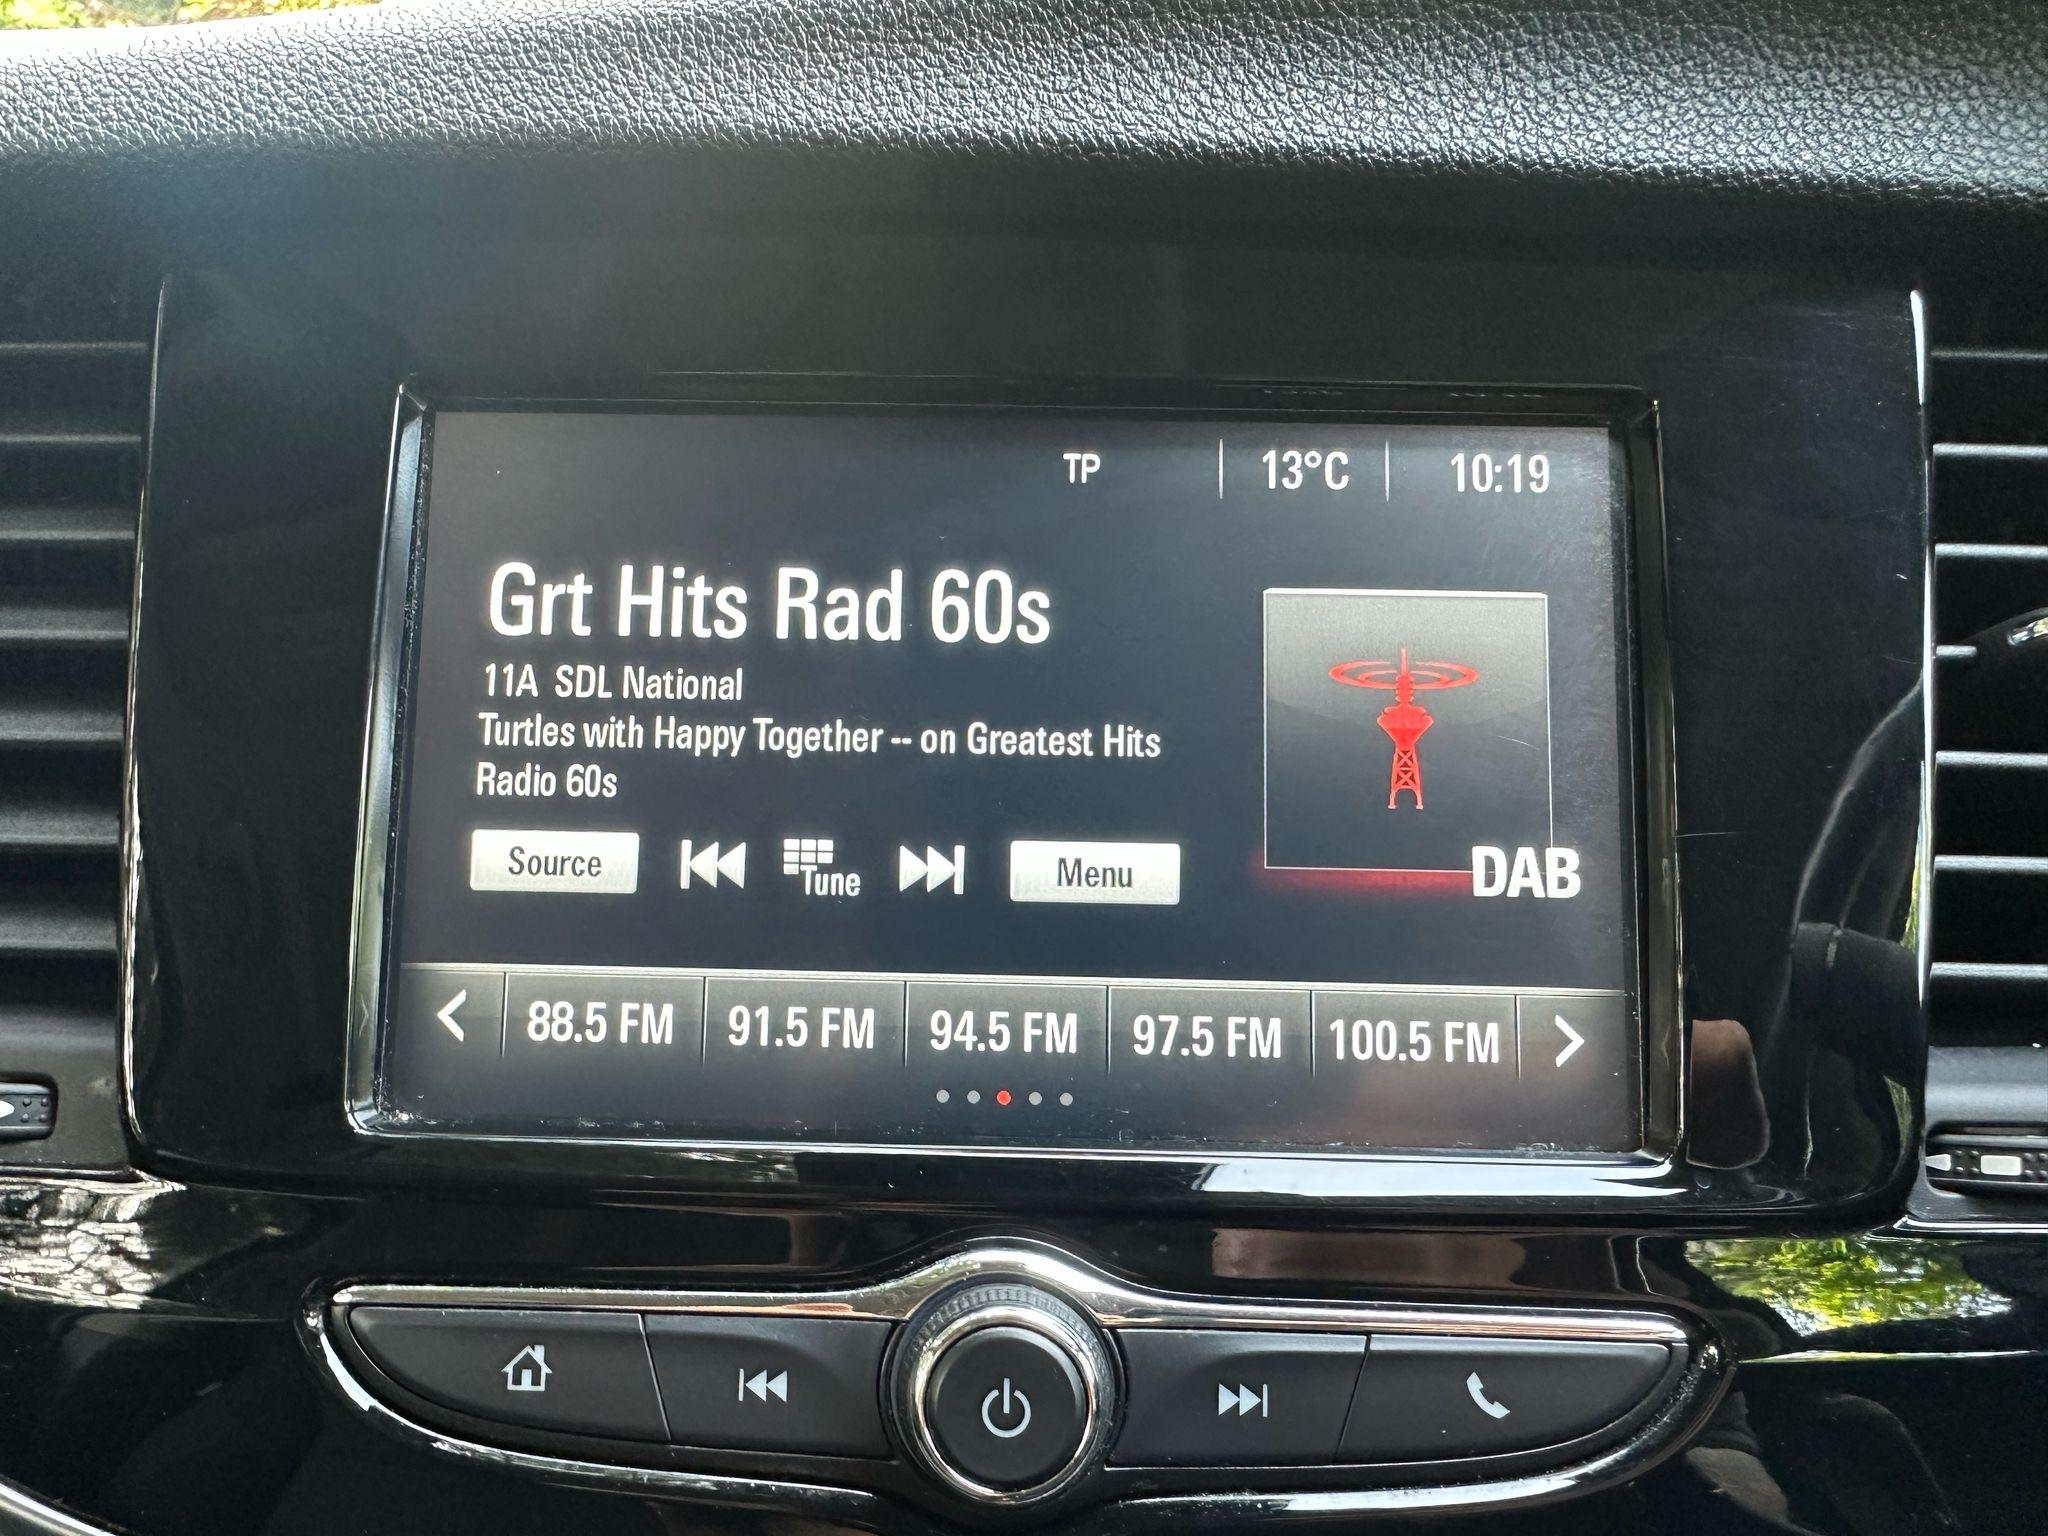 TP 13°C 10:19
Grt Hits Rad 60s
11A SDL National
Turtles with Happy Together -- on Greatest Hits
Radio 60s
Source Tune Menu
DAB
88.5 FM 91.5 FM 94.5 FM 97.5 FM 100.5 FM